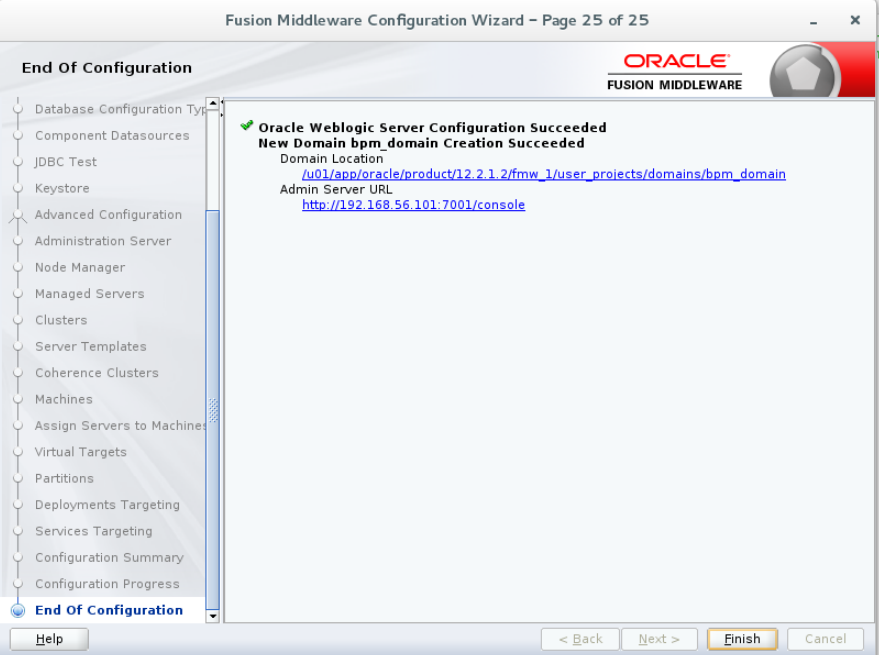 Fusion Middleware Configuration Wizard – Page 25 of 25
End Of Configuration
ORACLE
FUSION MIDDLEWARE
Database Configuration Typ
Component Datasources
JDBC Test
Keystore
Advanced Configuration
Administration Server
Node Manager
Managed Servers
Clusters
Server Templates
Coherence Clusters
Machines
Assign Servers to Machines
Virtual Targets
Partitions
Deployments Targeting
Services Targeting
Configuration Summary
Configuration Progress
End Of Configuration
Oracle Weblogic Server Configuration Succeeded
New Domain bpm_domain Creation Succeeded
Domain Location
/u01/app/oracle/product/12.2.1.2/fmw_1/user_projects/domains/bpm_domain
Admin Server URL
http://192.168.56.101:7001/console
Help
< Back
Next >
Finish
Cancel